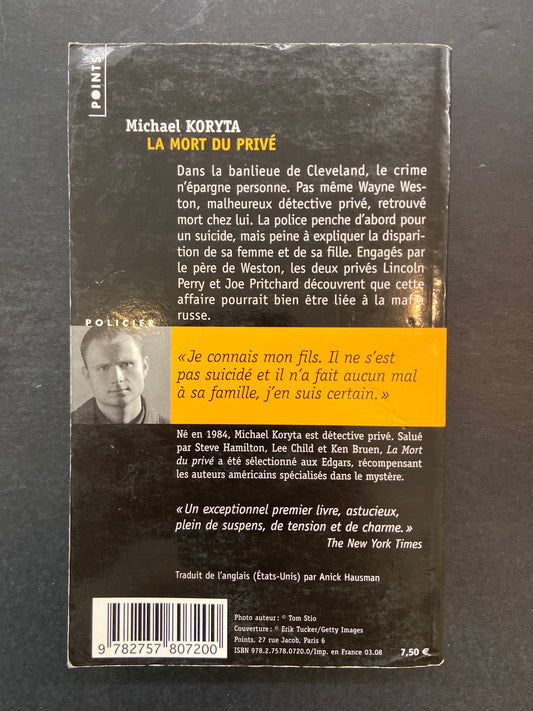 POINTS
Michael KORYTA
LA MORT DU PRIVÉ
Dans la banlieue de Cleveland, le crime
n'épargne personne. Pas même Wayne Wes-
ton, malheureux détective privé, retrouvé
mort chez lui. La police penche d'abord pour
un suicide, mais peine à expliquer la dispari-
tion de sa femme et de sa fille. Engagés par
le père de Weston, les deux privés Lincoln
Perry et Joe Pritchard découvrent que cette
affaire pourrait bien être liée à la mafia
russe.
POLICIER
« Je connais mon fils. Il ne s'est
pas suicidé et il n'a fait aucun mal
à sa famille, j'en suis certain. »
Né en 1984, Michael Koryta est détective privé. Salué
par Steve Hamilton, Lee Child et Ken Bruen, La Mort
du privé a été sélectionné aux Edgars, récompensant
les auteurs américains spécialisés dans le mystère.
« Un exceptionnel premier livre, astucieux,
plein de suspens, de tension et de charme. »
The New York Times
Traduit de l'anglais (États-Unis) par Anick Hausman
Photo auteur : © Tom Stio
Couverture : © Erik Tucker/Getty Images
Points, 27 rue Jacob, Paris 6
ISBN 978.2.7578.0720.0/Imp. en France 03.08
7,50 €
9 782757 807200